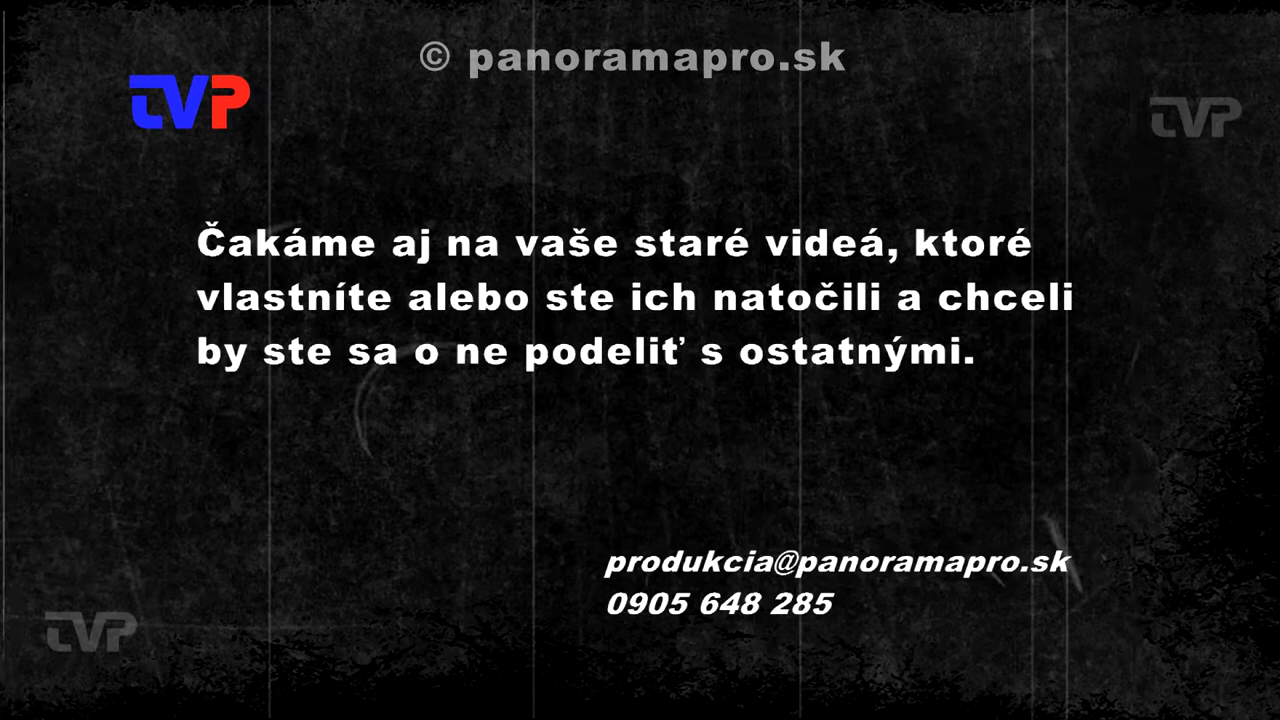 © panoramapro.sk
TVP
TVP
Čakáme aj na vaše staré videá, ktoré
vlastníte alebo ste ich natočili a chceli
by ste sa o ne podeliť s ostatnými.
produkcia@panoramapro.sk
0905 648 285
TVP